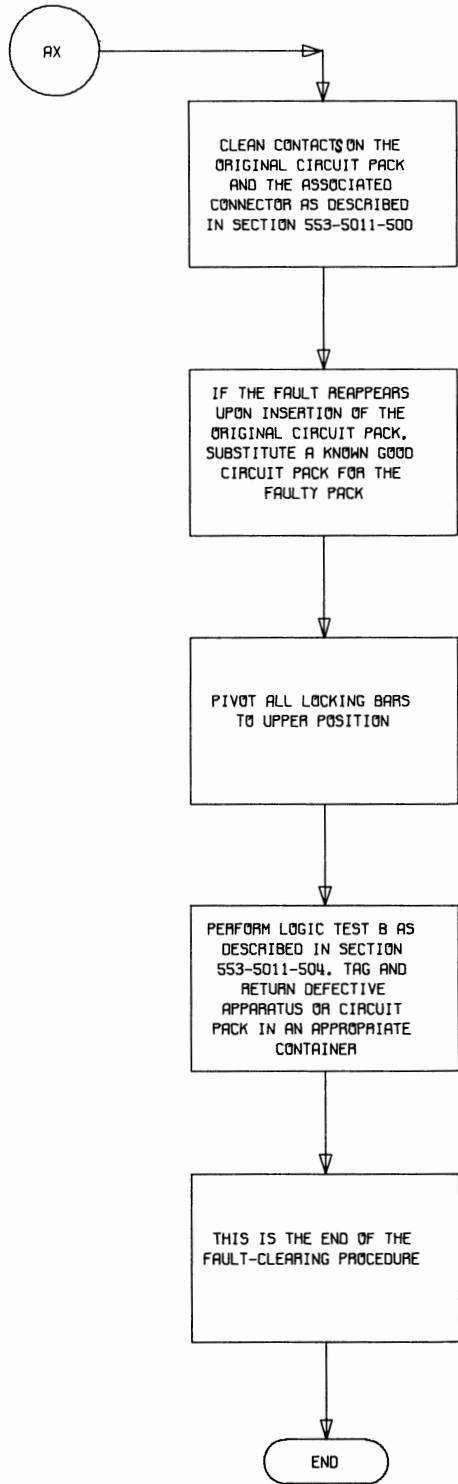 AX
CLEAN CONTACTS ON THE
ORIGINAL CIRCUIT PACK
AND THE ASSOCIATED
CONNECTOR AS DESCRIBED
IN SECTION 553-5011-500
IF THE FAULT REAPPEARS
UPON INSERTION OF THE
ORIGINAL CIRCUIT PACK,
SUBSTITUTE A KNOWN GOOD
CIRCUIT PACK FOR THE
FAULTY PACK
PIVOT ALL LOCKING BARS
TO UPPER POSITION
PERFORM LOGIC TEST B AS
DESCRIBED IN SECTION
553-5011-504. TAG AND
RETURN DEFECTIVE
APPARATUS OR CIRCUIT
PACK IN AN APPROPRIATE
CONTAINER
THIS IS THE END OF THE
FAULT-CLEARING PROCEDURE
END